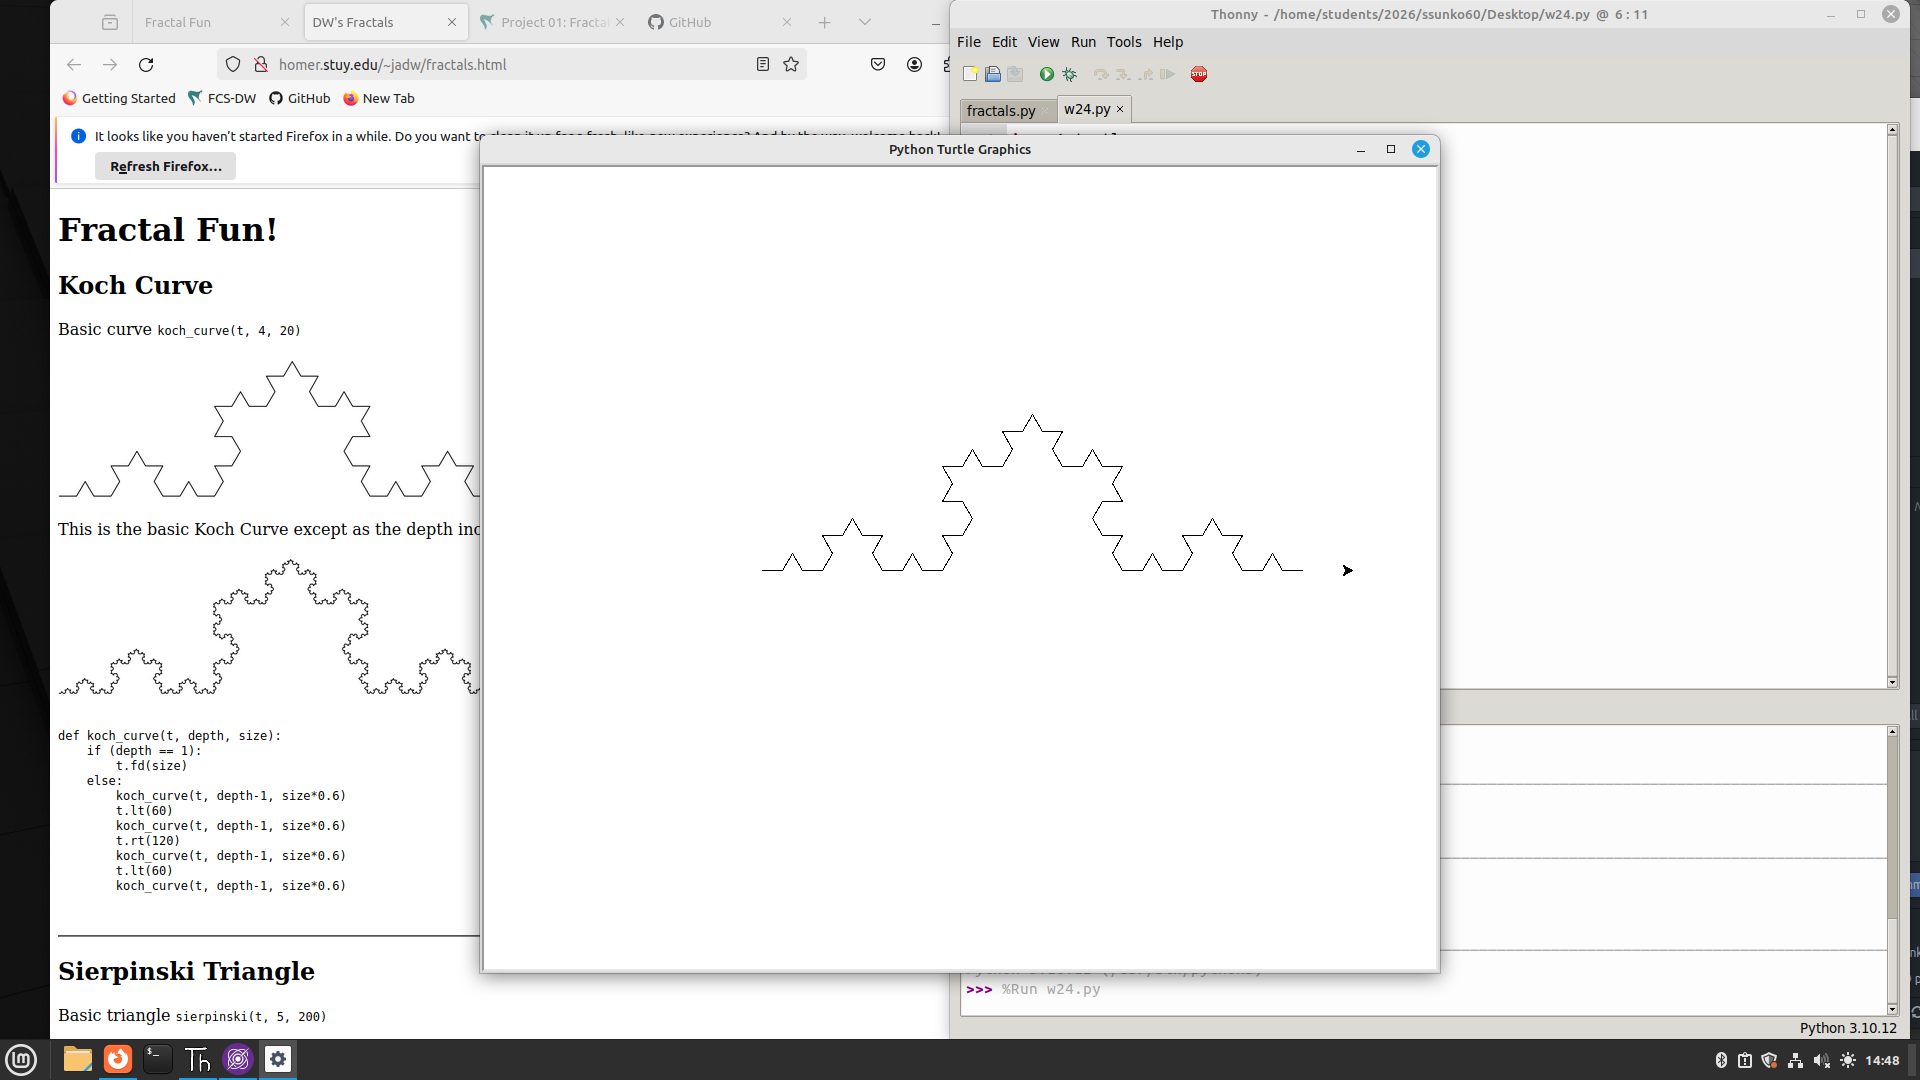 Fractal Fun
DW's Fractals
Project 01: Fracta
GitHub
homer.stuy.edu/~jadw/fractals.html
Getting Started
FCS-DW
GitHub
New Tab
It looks like you haven't started Firefox in a while. Do you want to
Refresh Firefox...
Fractal Fun!
Koch Curve
Basic curve koch_curve(t, 4, 20)
This is the basic Koch Curve except as the depth inc
def koch_curve(t, depth, size):
    if (depth == 1):
        t.fd(size)
    else:
        koch_curve(t, depth-1, size*0.6)
        t.lt(60)
        koch_curve(t, depth-1, size*0.6)
        t.rt(120)
        koch_curve(t, depth-1, size*0.6)
        t.lt(60)
        koch_curve(t, depth-1, size*0.6)
Sierpinski Triangle
Basic triangle sierpinski(t, 5, 200)
Python Turtle Graphics
Thonny - /home/students/2026/ssunko60/Desktop/w24.py @ 6:11
File Edit View Run Tools Help
STOP
fractals.py
w24.py
>>> %Run w24.py
Python 3.10.12
lm
$_
Th
14:48